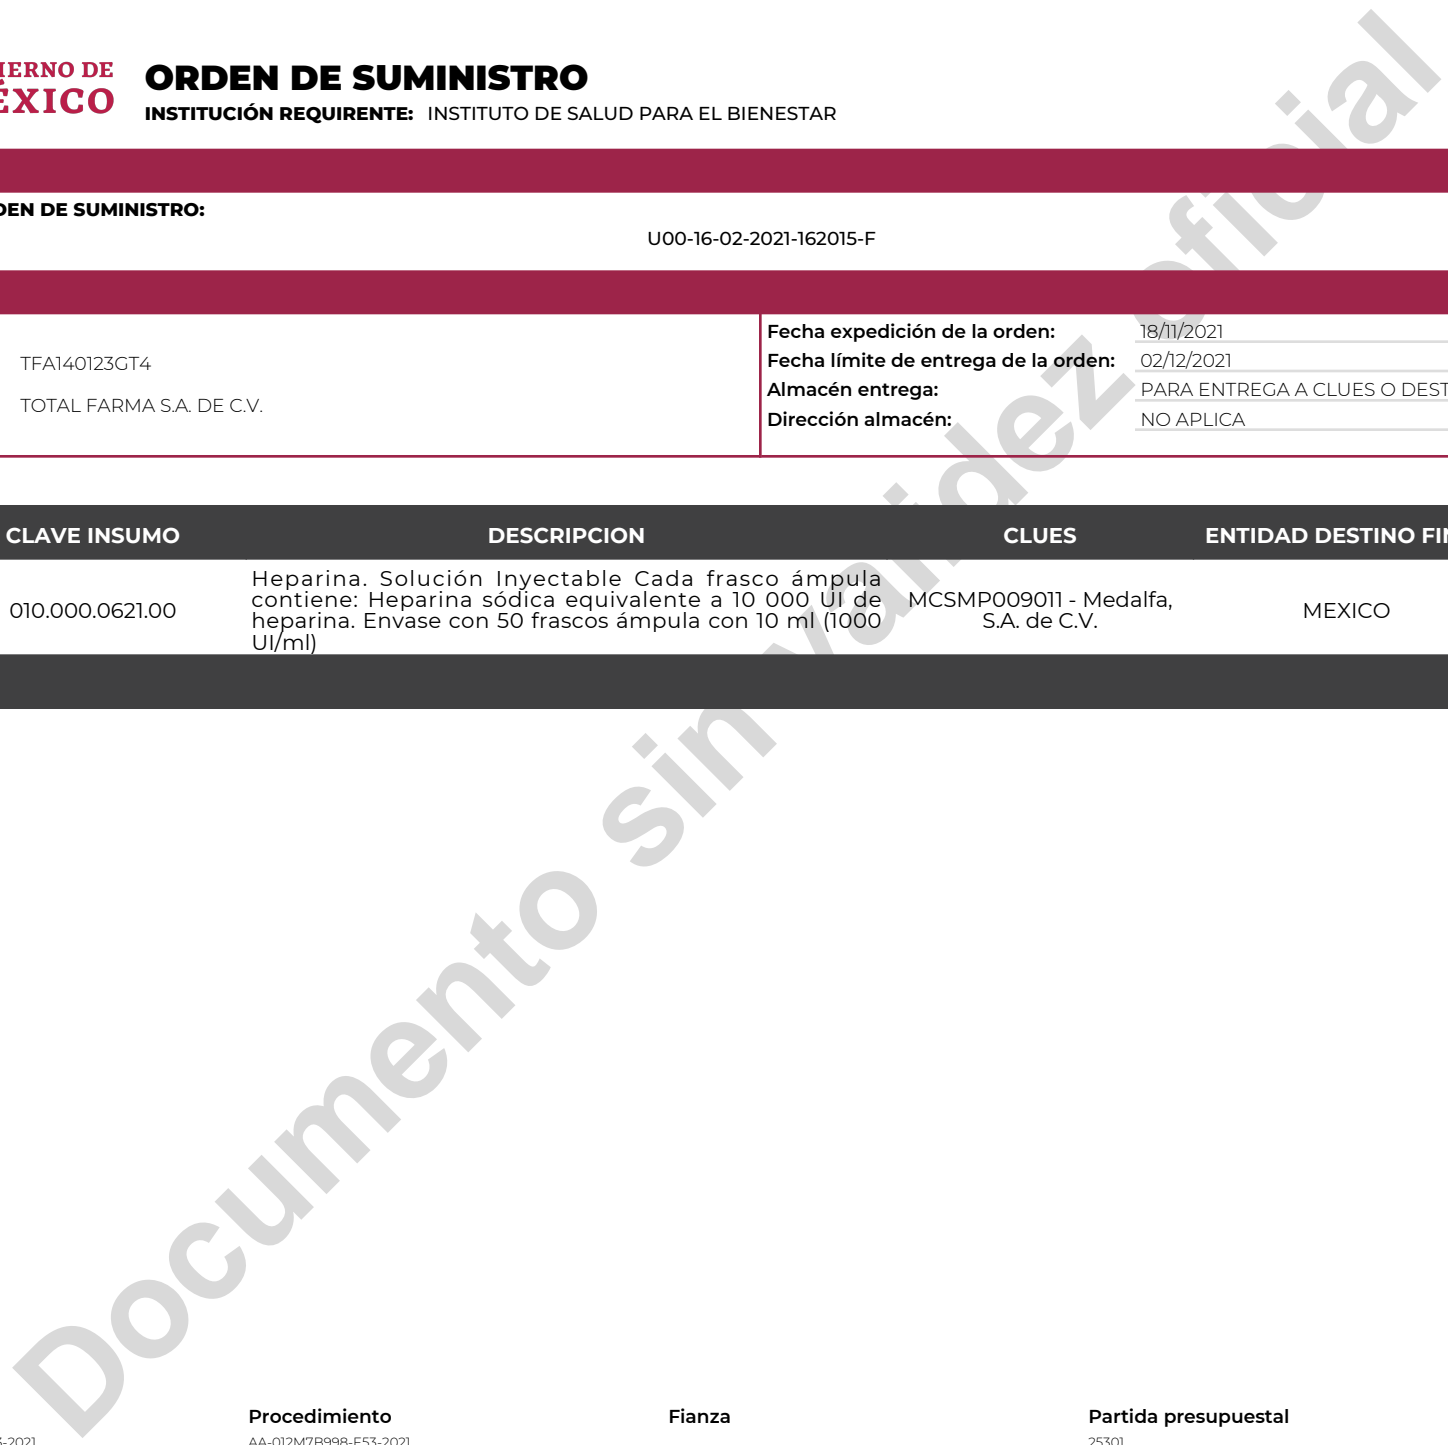 IERNO DE
ÉXICO
ORDEN DE SUMINISTRO
INSTITUCIÓN REQUIRENTE: INSTITUTO DE SALUD PARA EL BIENESTAR
DEN DE SUMINISTRO:
U00-16-02-2021-162015-F
TFA140123GT4
TOTAL FARMA S.A. DE C.V.
Fecha expedición de la orden: 18/11/2021
Fecha límite de entrega de la orden: 02/12/2021
Almacén entrega: PARA ENTREGA A CLUES O DEST
Dirección almacén: NO APLICA
CLAVE INSUMO DESCRIPCION CLUES ENTIDAD DESTINO FIN
010.000.0621.00
Heparina. Solución Inyectable Cada frasco ámpula
contiene: Heparina sódica equivalente a 10 000 UI de
heparina. Envase con 50 frascos ámpula con 10 ml (1000
UI/ml)
MCSMP009011 - Medalfa,
S.A. de C.V.
MEXICO
Documento sin validez oficial
Procedimiento Fianza Partida presupuestal
-2021 AA-012M7B998-E53-2021 25301